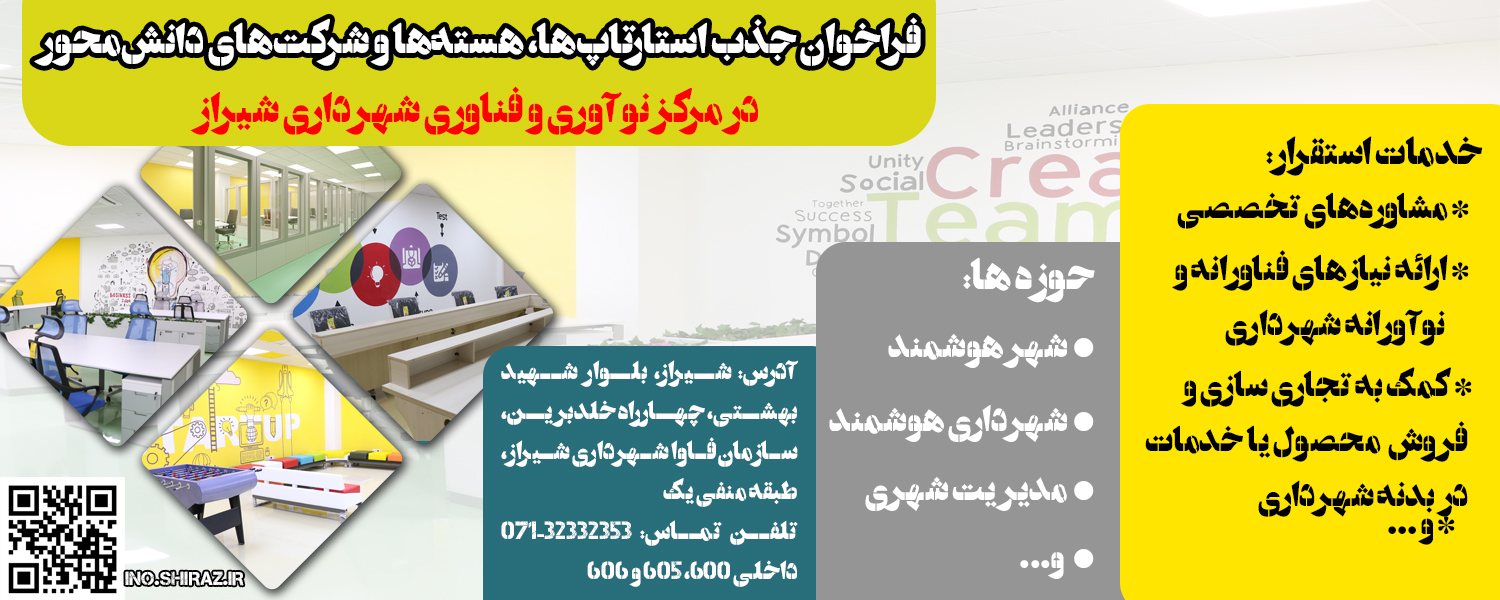 فراخوان جذب استارتاپ‌ها، هسته‌ها و شرکت‌های دانش‌محور
در مرکز نوآوری و فناوری شهرداری شیراز
خدمات استقرار:
*مشاوره‌های تخصصی
*ارائه نیازهای فناورانه و
نوآورانه شهرداری
*کمک به تجاری سازی و
فروش محصول یا خدمات
در بدنه شهرداری
*و ...
حوزه ها:
● شهر هوشمند
● شهرداری هوشمند
● مدیریت شهری
● و...
آدرس: شیراز، بلوار شهید
بهشتی، چهارراه خلدبرین،
سازمان فاوا شهرداری شیراز،
طبقه منفی یک
تلفن تماس: 071-32332353
داخلی 600، 605 و 606
Alliance
Leaders
Brainstormi
Unity
Social
Crea
Together
Success
Symbol
Team
Test
BUSINESS
INO.SHIRAZ.IR